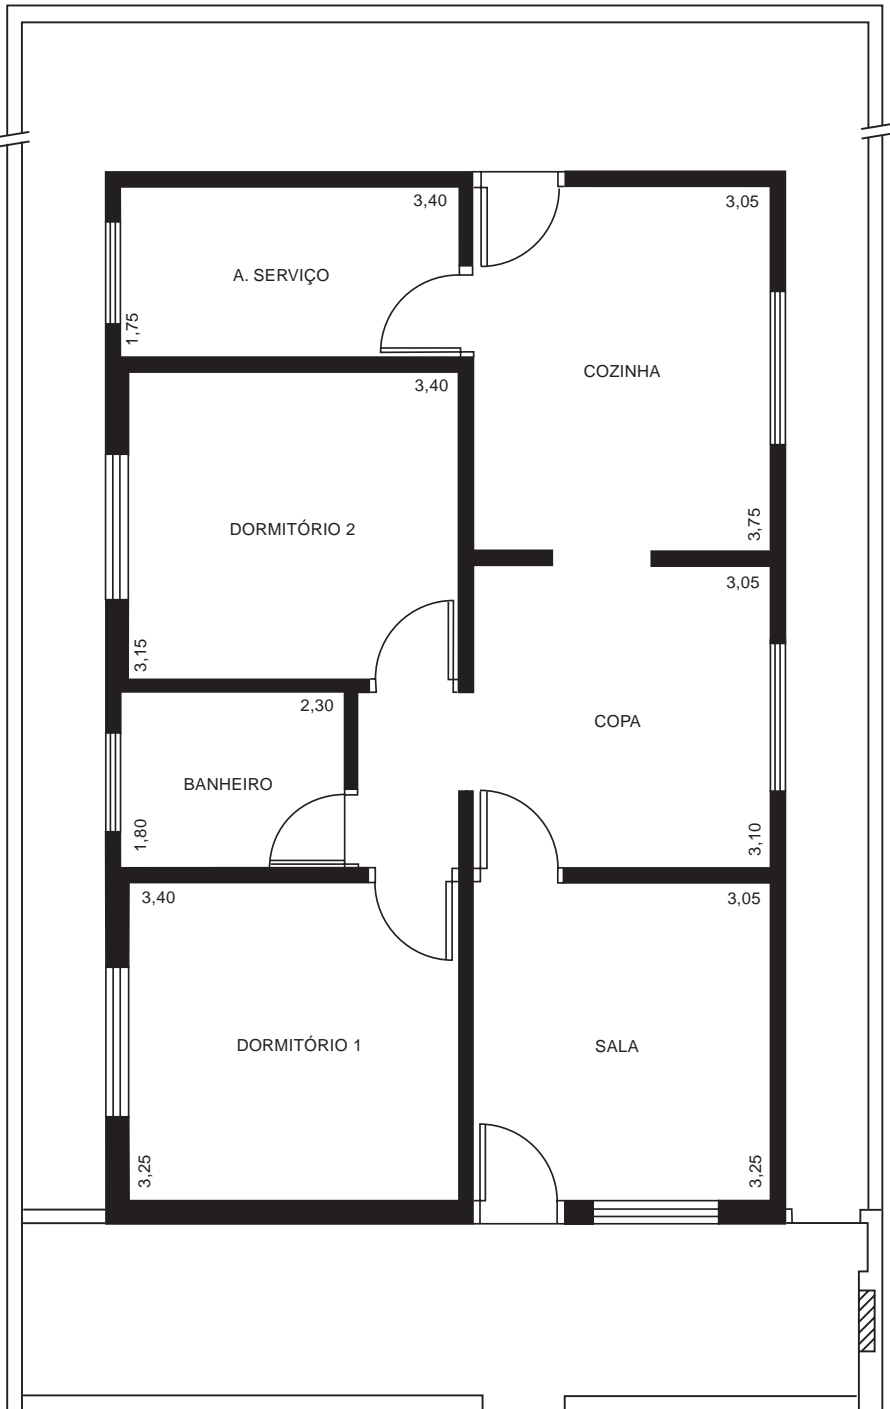 3,40
3,05
A. SERVIÇO
1,75
COZINHA
3,40
DORMITÓRIO 2
3,75
3,05
3,15
2,30
COPA
BANHEIRO
1,80
3,10
3,40
3,05
DORMITÓRIO 1
SALA
3,25
3,25